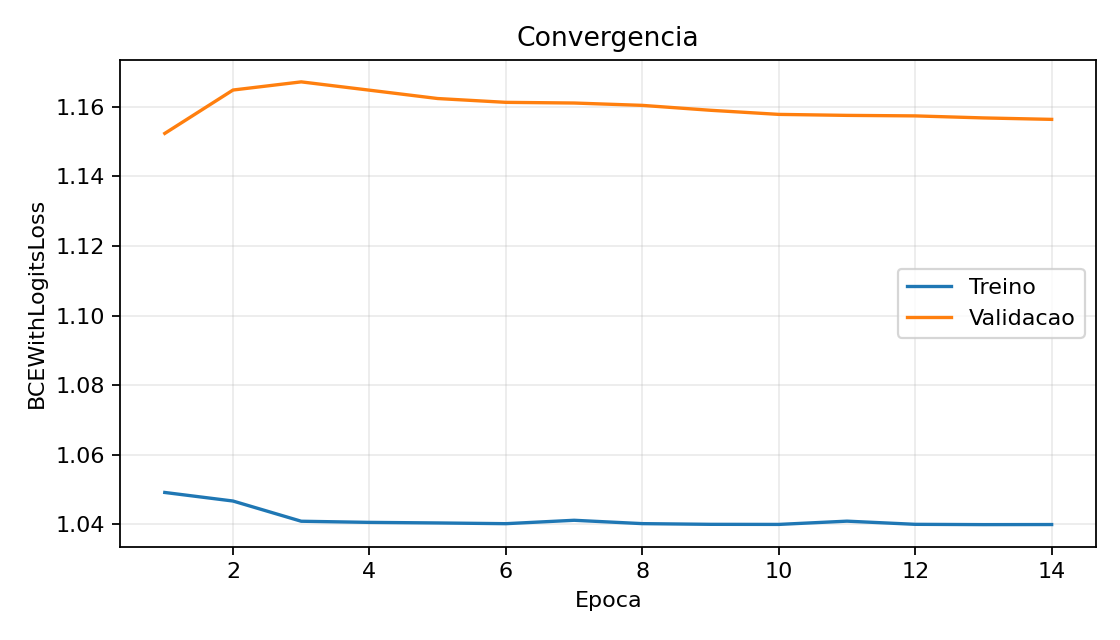 Convergencia
BCEWithLogitsLoss
1.16
1.14
1.12
1.10
1.08
1.06
1.04
Treino
Validacao
2 4 6 8 10 12 14
Epoca